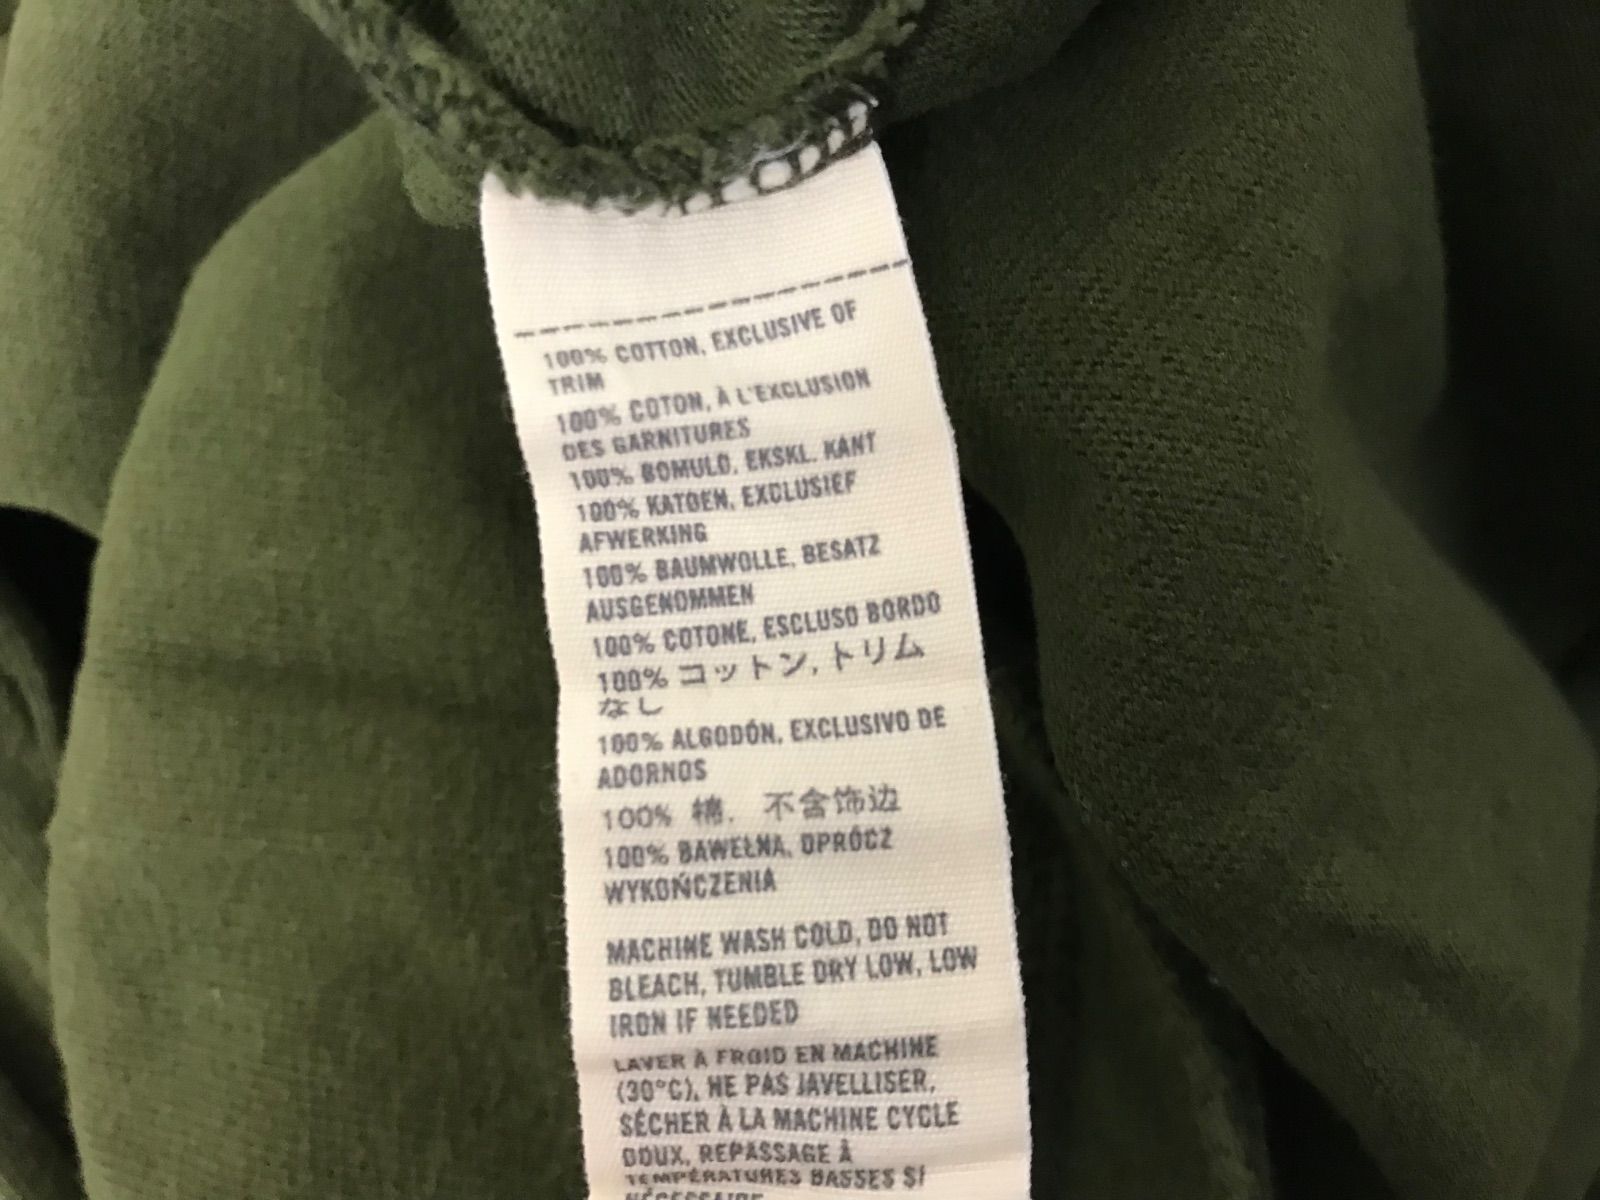 100% COTTON, EXCLUSIVE OF
TRIM
100% COTON, À L'EXCLUSION
DES GARNITURES
100% BOMULD, EKSKL. KANT
100% KATOEN, EXCLUSIEF
AFWERKING
100% BAUMWOLLE, BESATZ
AUSGENOMMEN
100% COTONE, ESCLUSO BORDO
100% コットン, トリム
なし
100% ALGODÓN, EXCLUSIVO DE
ADORNOS
100% 棉, 不含饰边
100% BAWEŁNA, OPRÓCZ
WYKOŃCZENIA
MACHINE WASH COLD, DO NOT
BLEACH, TUMBLE DRY LOW, LOW
IRON IF NEEDED
LAVER À FROID EN MACHINE
(30°C), NE PAS JAVELLISER,
SÉCHER À LA MACHINE CYCLE
DOUX, REPASSAGE À
TEMPÉRATURES BASSES SI
NÉCESSAIRE